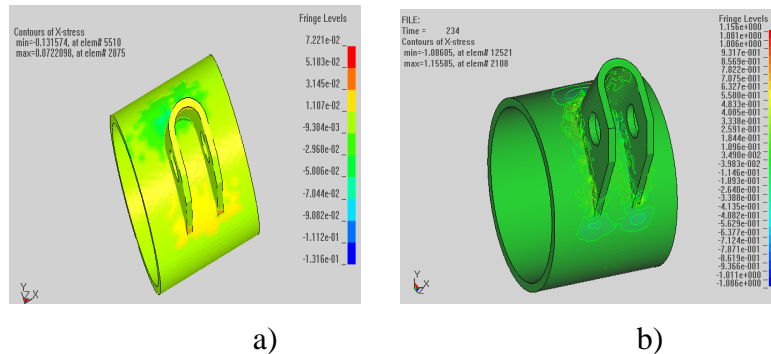 Contours of X-stress
min=-0.131574, at elem# 5510
max=0.0722098, at elem# 2875
Fringe Levels
7.221e-02
5.183e-02
3.145e-02
1.107e-02
-9.304e-03
-2.968e-02
-5.006e-02
-7.044e-02
-9.082e-02
-1.112e-01
-1.316e-01
Y
Z X
a)
FILE:
Time = 234
Contours of X-stress
min=-1.08605, at elem# 12521
max=1.15585, at elem# 2108
Fringe Levels
1.156e+000
1.081e+000
1.006e+000
9.317e-001
8.569e-001
7.822e-001
7.075e-001
6.327e-001
5.580e-001
4.833e-001
4.085e-001
3.338e-001
2.591e-001
1.844e-001
1.096e-001
3.490e-002
-3.983e-002
-1.146e-001
-1.893e-001
-2.640e-001
-3.388e-001
-4.135e-001
-4.882e-001
-5.629e-001
-6.377e-001
-7.124e-001
-7.871e-001
-8.619e-001
-9.366e-001
-1.011e+000
-1.086e+000
Y
Z X
b)